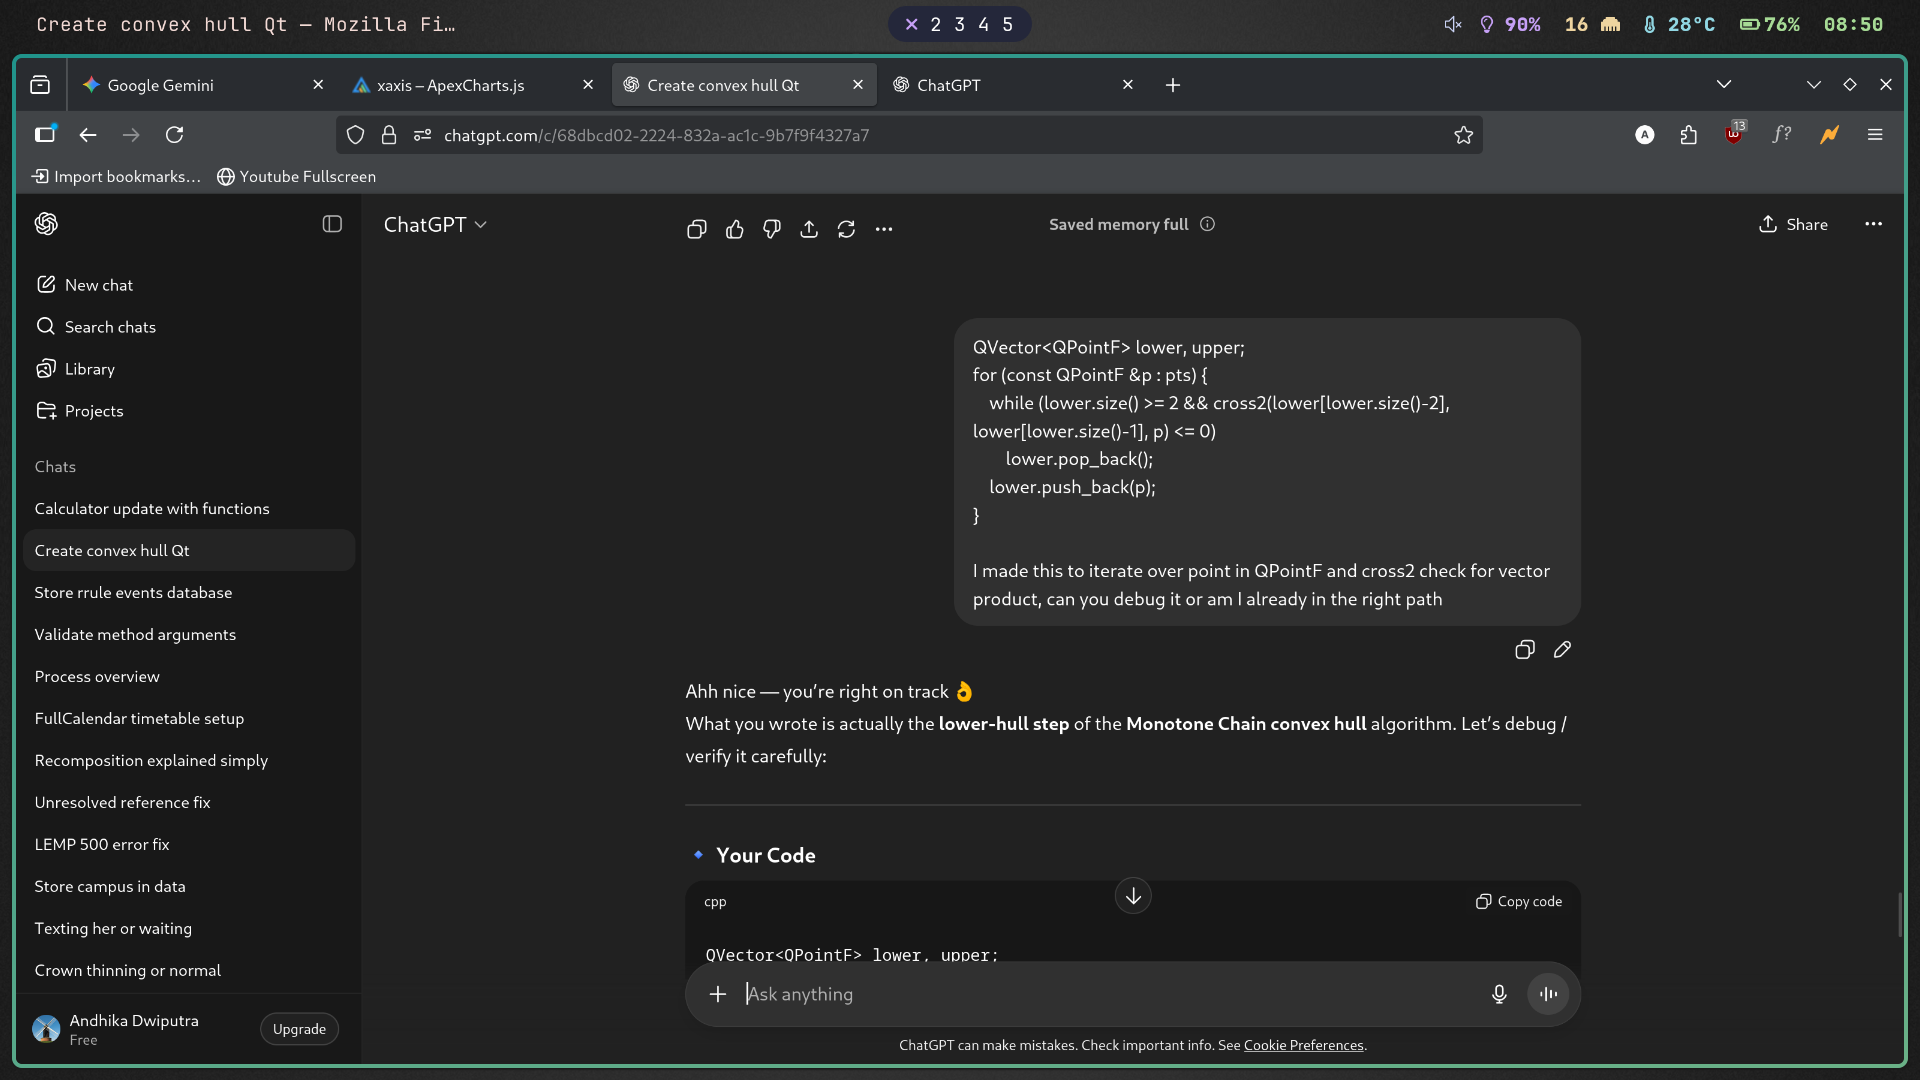 Create convex hull Qt — Mozilla Fi…
2 3 4 5
90%
16
28°C
76%
08:50
Google Gemini
xaxis – ApexCharts.js
Create convex hull Qt
ChatGPT
chatgpt.com/c/68dbcd02-2224-832a-ac1c-9b7f9f4327a7
A
13
f?
Import bookmarks…
Youtube Fullscreen
ChatGPT
Saved memory full
Share
New chat
Search chats
Library
Projects
Chats
Calculator update with functions
Create convex hull Qt
Store rrule events database
Validate method arguments
Process overview
FullCalendar timetable setup
Recomposition explained simply
Unresolved reference fix
LEMP 500 error fix
Store campus in data
Texting her or waiting
Crown thinning or normal
Andhika Dwiputra
Free
Upgrade
QVector<QPointF> lower, upper;
for (const QPointF &p : pts) {
while (lower.size() >= 2 && cross2(lower[lower.size()-2],
lower[lower.size()-1], p) <= 0)
lower.pop_back();
lower.push_back(p);
}
I made this to iterate over point in QPointF and cross2 check for vector
product, can you debug it or am I already in the right path
Ahh nice — you’re right on track 👌
What you wrote is actually the lower-hull step of the Monotone Chain convex hull algorithm. Let’s debug /
verify it carefully:
🔹 Your Code
cpp
Copy code
QVector<QPointF> lower, upper;
Ask anything
ChatGPT can make mistakes. Check important info. See Cookie Preferences.